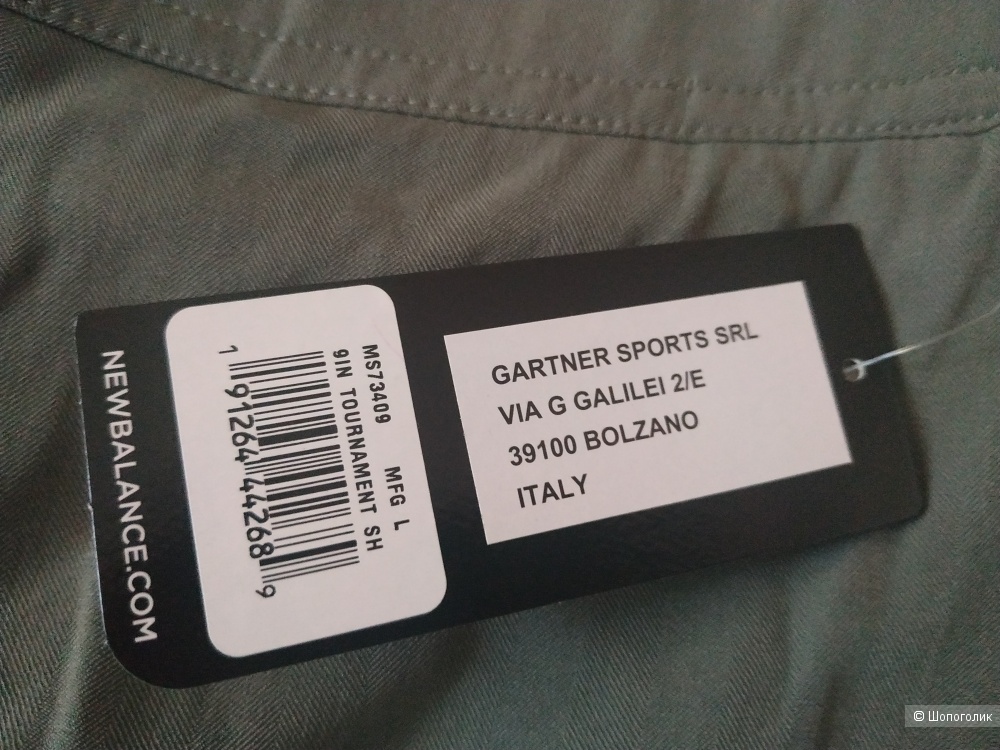 NEWBALANCE.COM
MS73409 MFG L
9IN TOURNAMENT SH
1 91264 44268 9
GARTNER SPORTS SRL
VIA G GALILEI 2/E
39100 BOLZANO
ITALY
© Шопоголик